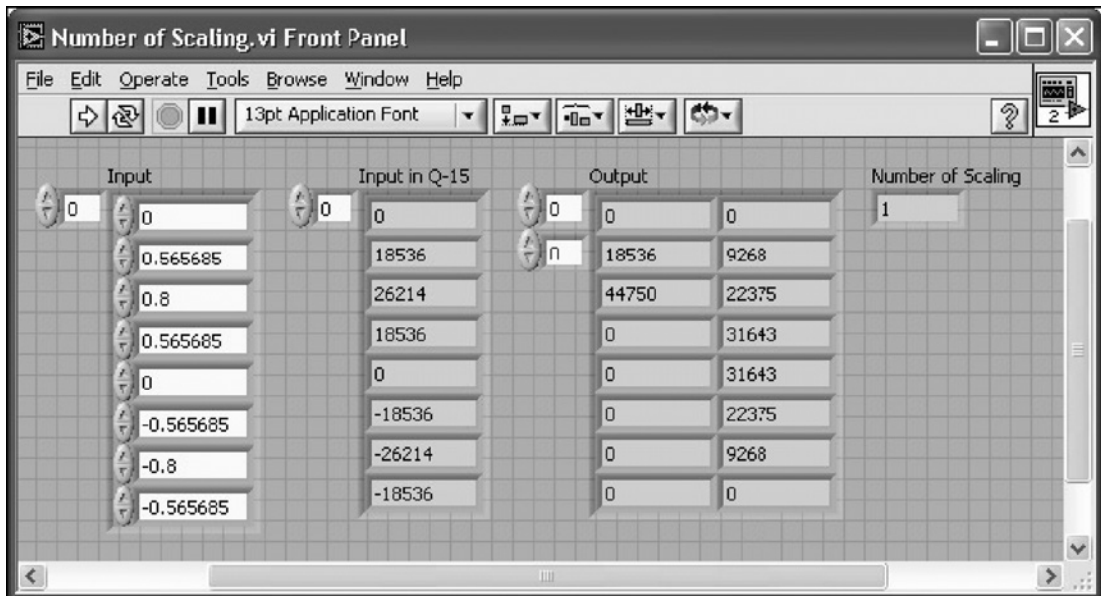 Number of Scaling.vi Front Panel
File Edit Operate Tools Browse Window Help
13pt Application Font
2
Input Input in Q-15 Output Number of Scaling
0 0 0 0 0 0 0 1
0.565685 18536 0 18536 9268
0.8 26214 44750 22375
0.565685 18536 0 31643
0 0 0 31643
-0.565685 -18536 0 22375
-0.8 -26214 0 9268
-0.565685 -18536 0 0